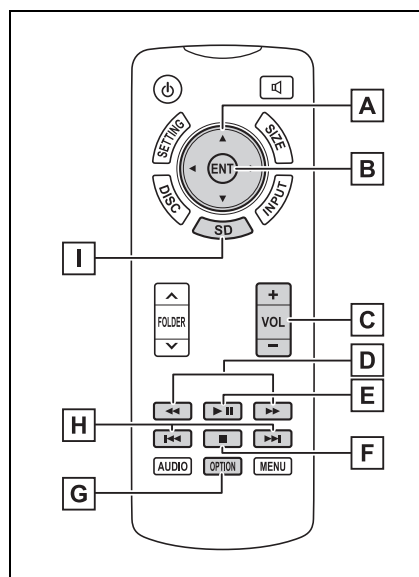 A
SETTING
SIZE
ENT
B
DISC
INPUT
I
SD
FOLDER
+
VOL
−
C
D
E
H
F
AUDIO
OPTION
MENU
G